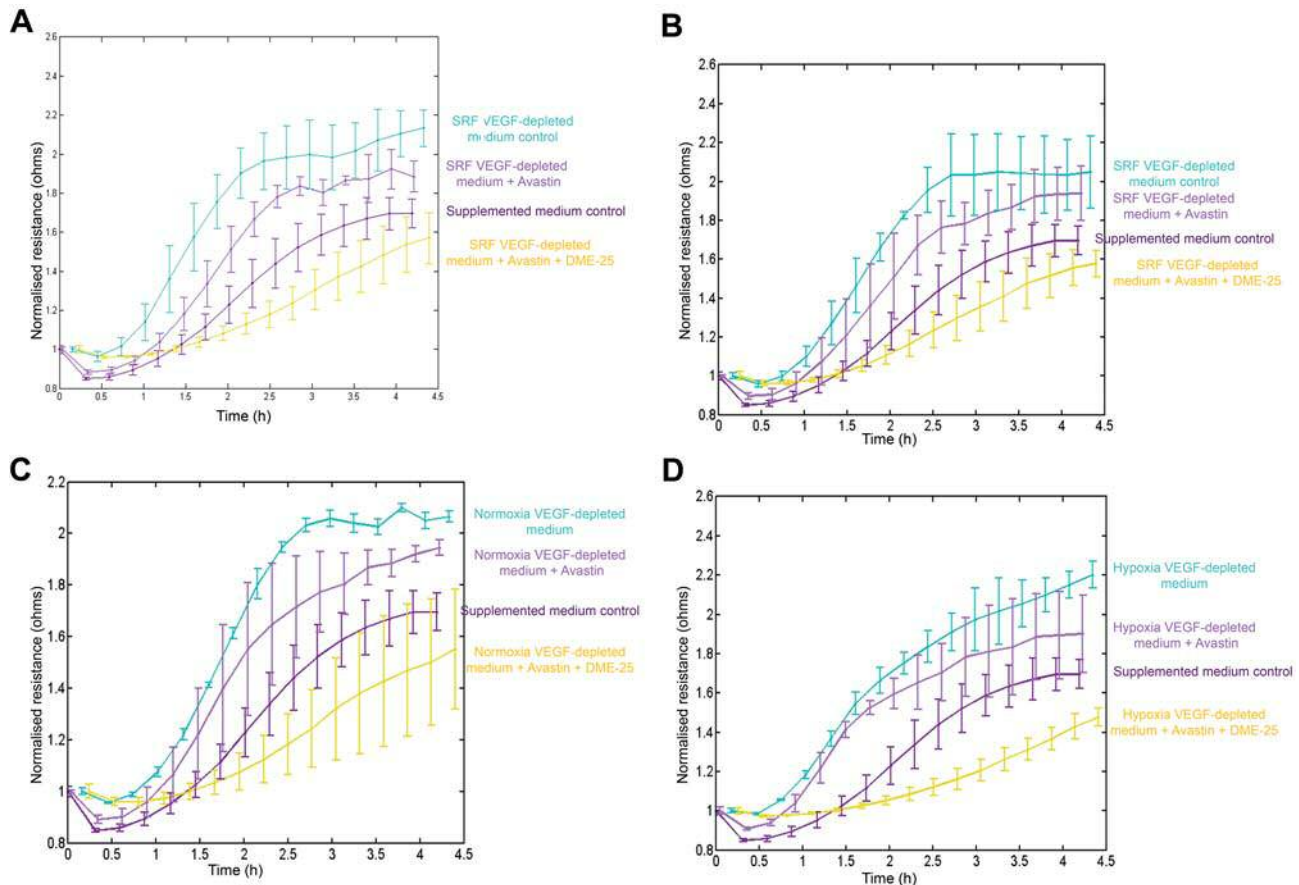 A
2.6
2.4
2.2
2
1.8
1.6
1.4
1.2
1
0.8
Normalised resistance (ohms)
0
0.5
1
1.5
2
2.5
3
3.5
4
4.5
Time (h)
SRF VEGF-depleted
medium control
SRF VEGF-depleted
medium + Avastin
Supplemented medium control
SRF VEGF-depleted
medium + Avastin + DME-25
B
2.6
2.4
2.2
2
1.8
1.6
1.4
1.2
1
0.8
Normalised resistance (ohms)
0
0.5
1
1.5
2
2.5
3
3.5
4
4.5
Time (h)
SRF VEGF-depleted
medium control
SRF VEGF-depleted
medium + Avastin
Supplemented medium control
SRF VEGF-depleted
medium + Avastin + DME-25
C
2.2
2
1.8
1.6
1.4
1.2
1
0.8
Normalised resistance (ohms)
0
0.5
1
1.5
2
2.5
3
3.5
4
4.5
Time (h)
Normoxia VEGF-depleted
medium
Normoxia VEGF-depleted
medium + Avastin
Supplemented medium control
Normoxia VEGF-depleted
medium + Avastin + DME-25
D
2.6
2.4
2.2
2
1.8
1.6
1.4
1.2
1
0.8
Normalised resistance (ohms)
0
0.5
1
1.5
2
2.5
3
3.5
4
4.5
Time (h)
Hypoxia VEGF-depleted
medium
Hypoxia VEGF-depleted
medium + Avastin
Supplemented medium control
Hypoxia VEGF-depleted
medium + Avastin + DME-25